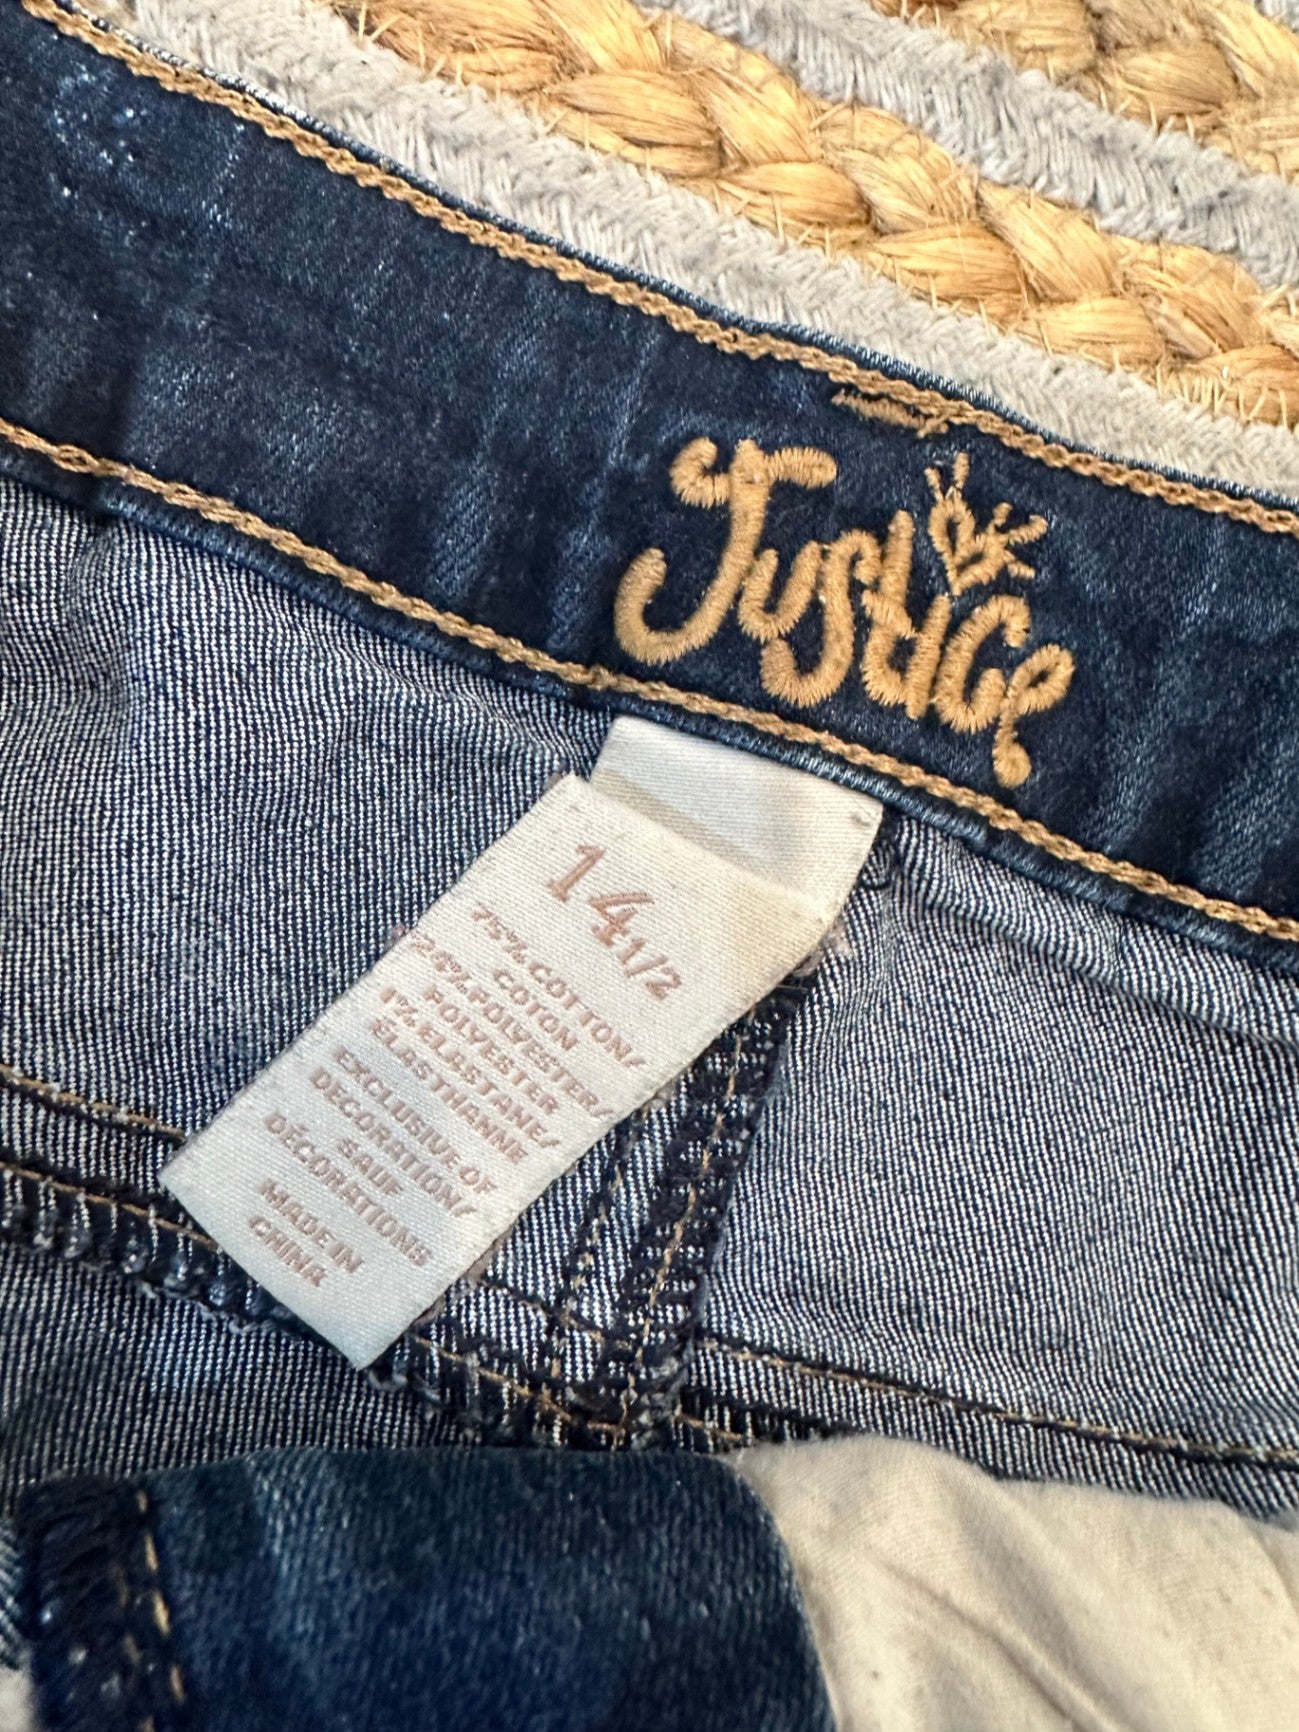 Justice
14 1/2
75% COTTON/
COTON
24% POLYESTER/
POLYESTER
1% ELASTANE/
ÉLASTHANNE
EXCLUSIVE OF
DECORATION/
SAUF
DÉCORATIONS
MADE IN
CHINA